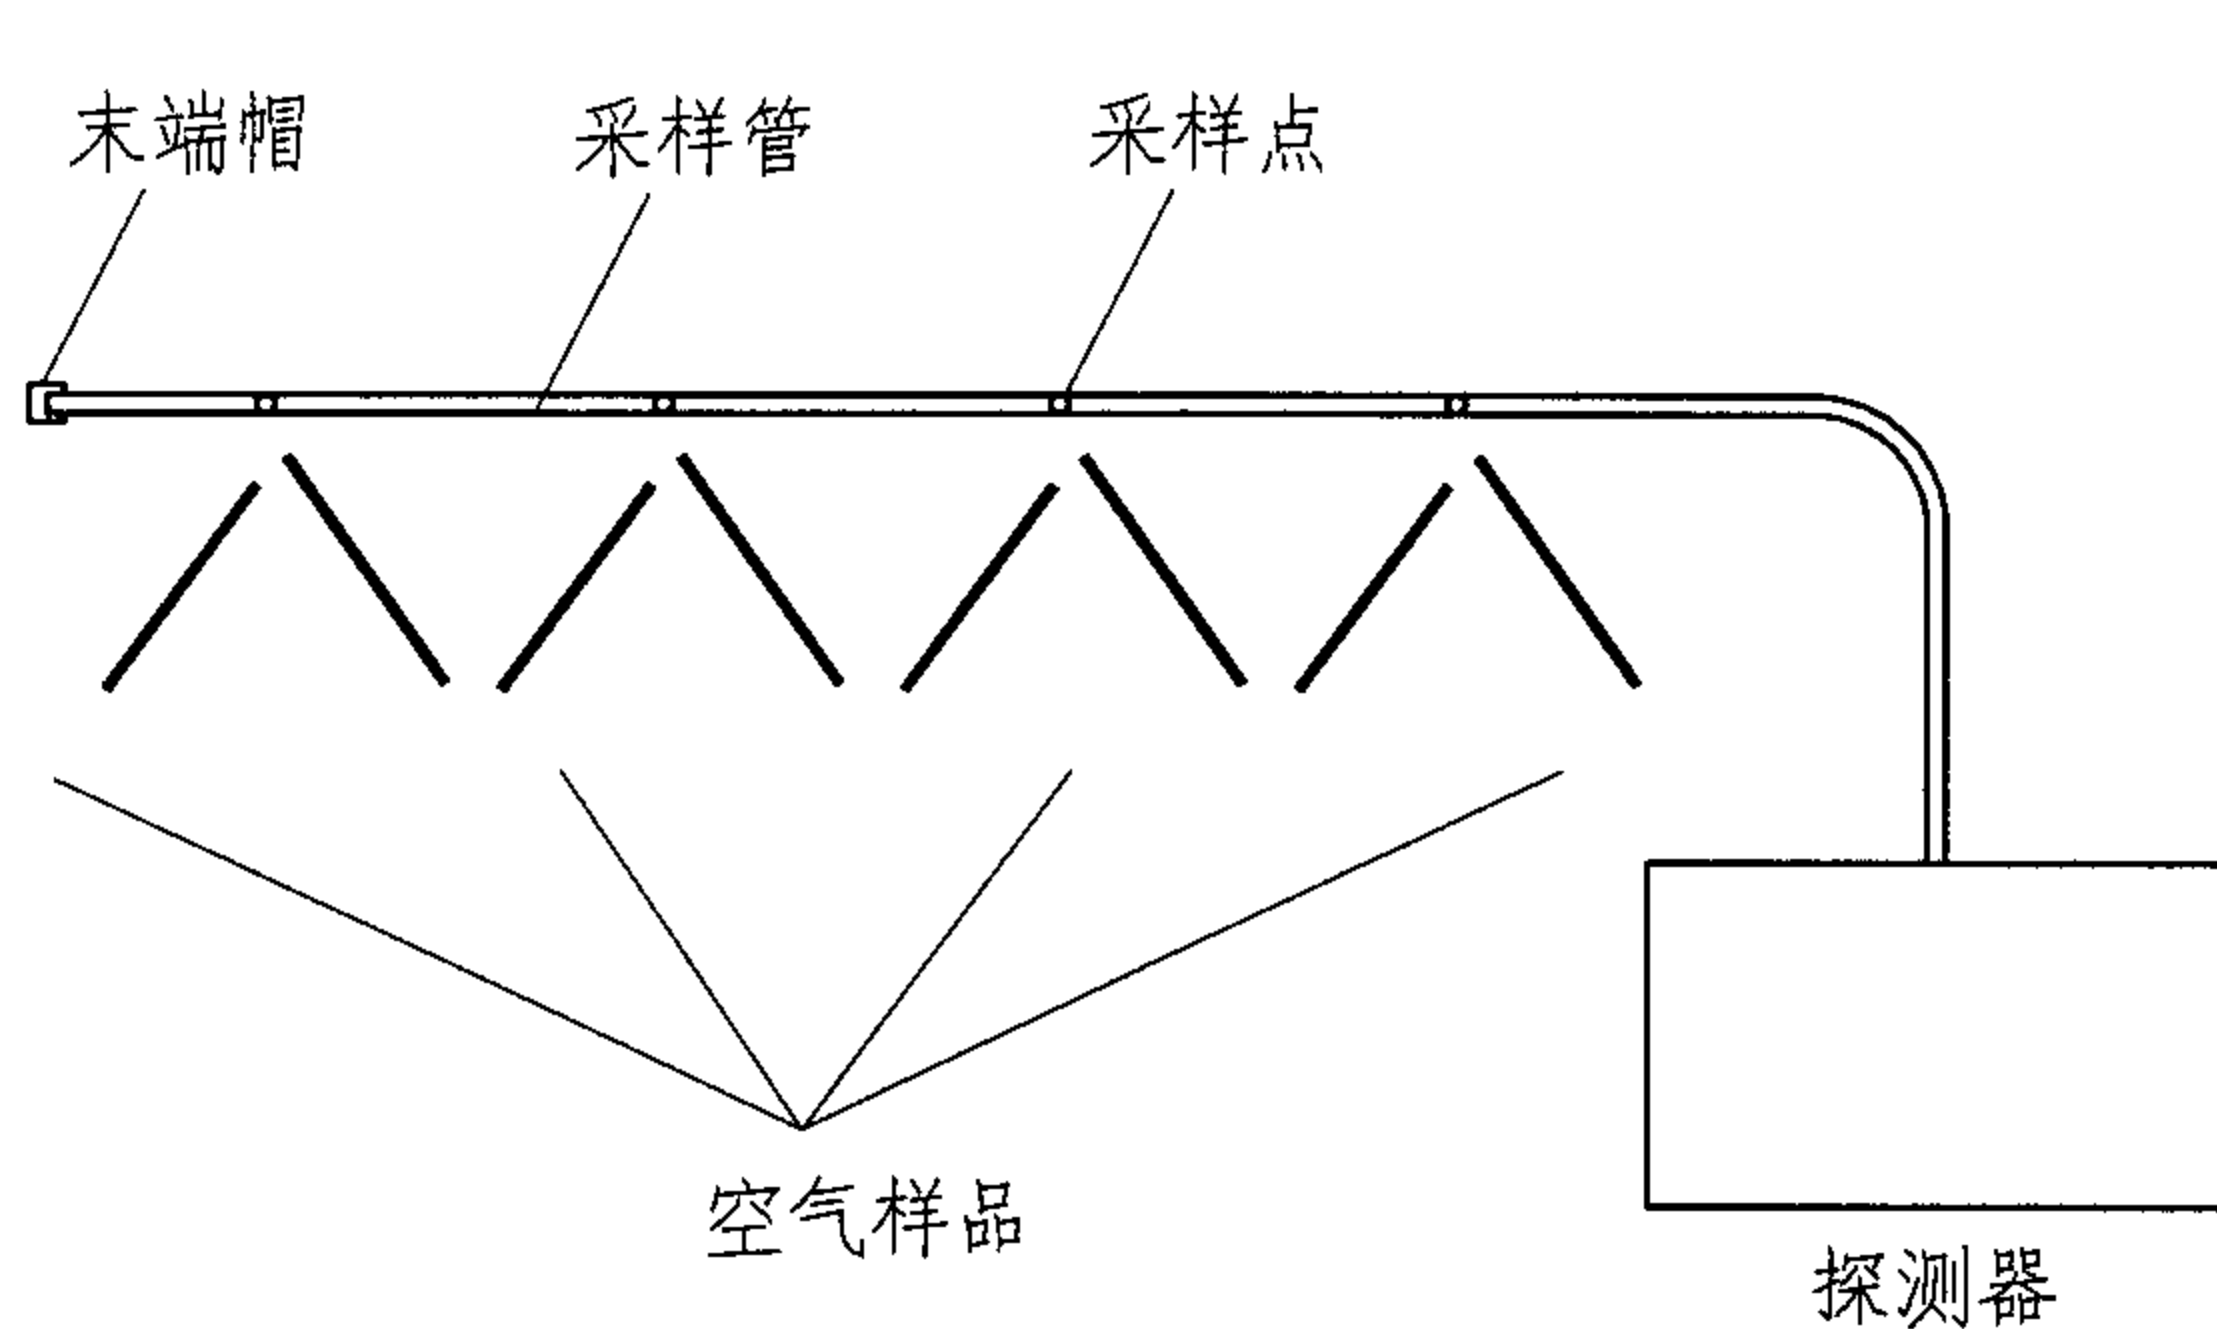 末端帽
采样管
采样点
空气样品
探测器